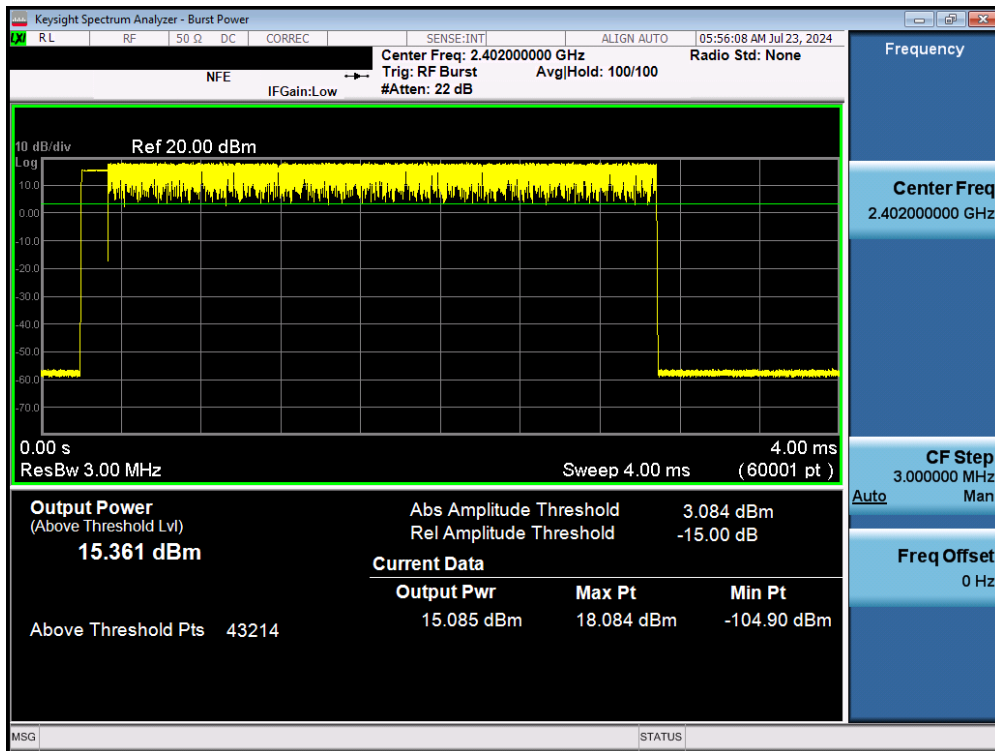 Keysight Spectrum Analyzer - Burst Power
LXI RL RF 50 Ω DC CORREC SENSE:INT ALIGN AUTO 05:56:08 AM Jul 23, 2024
Center Freq: 2.402000000 GHz Radio Std: None
NFE Trig: RF Burst Avg|Hold: 100/100
IFGain:Low #Atten: 22 dB
Frequency
10 dB/div Ref 20.00 dBm
Log
10.0
0.00
-10.0
-20.0
-30.0
-40.0
-50.0
-60.0
-70.0
0.00 s 4.00 ms
ResBw 3.00 MHz Sweep 4.00 ms (60001 pt )
Center Freq
2.402000000 GHz
CF Step
3.000000 MHz
Auto Man
Freq Offset
0 Hz
Output Power
(Above Threshold Lvl)
15.361 dBm
Above Threshold Pts 43214
Abs Amplitude Threshold 3.084 dBm
Rel Amplitude Threshold -15.00 dB
Current Data
Output Pwr Max Pt Min Pt
15.085 dBm 18.084 dBm -104.90 dBm
MSG STATUS